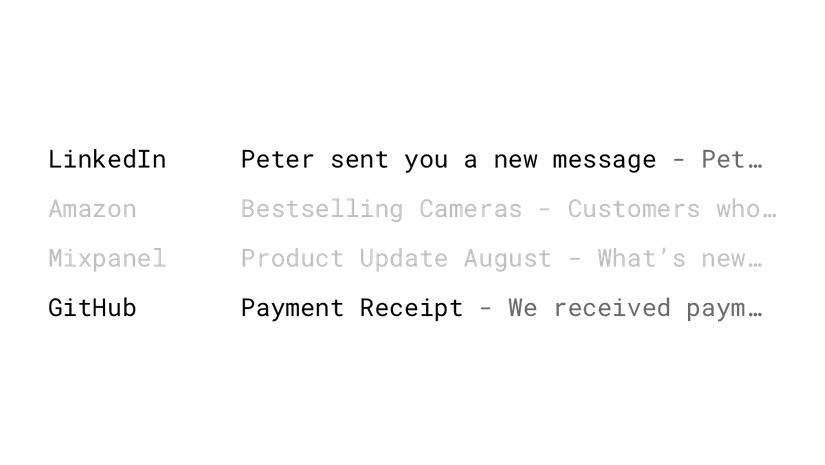 LinkedIn Peter sent you a new message - Pet…
Amazon Bestselling Cameras - Customers who…
Mixpanel Product Update August - What’s new…
GitHub Payment Receipt - We received paym…